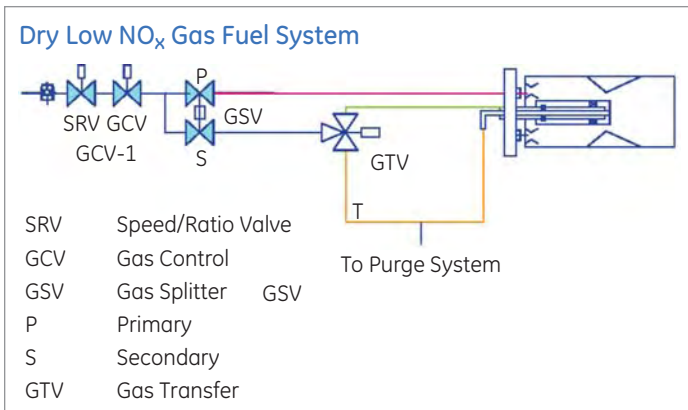 Dry Low NOx Gas Fuel System
P
SRV GCV
GSV
GCV-1
S
GTV
T
To Purge System
SRV Speed/Ratio Valve
GCV Gas Control
GSV Gas Splitter GSV
P Primary
S Secondary
GTV Gas Transfer